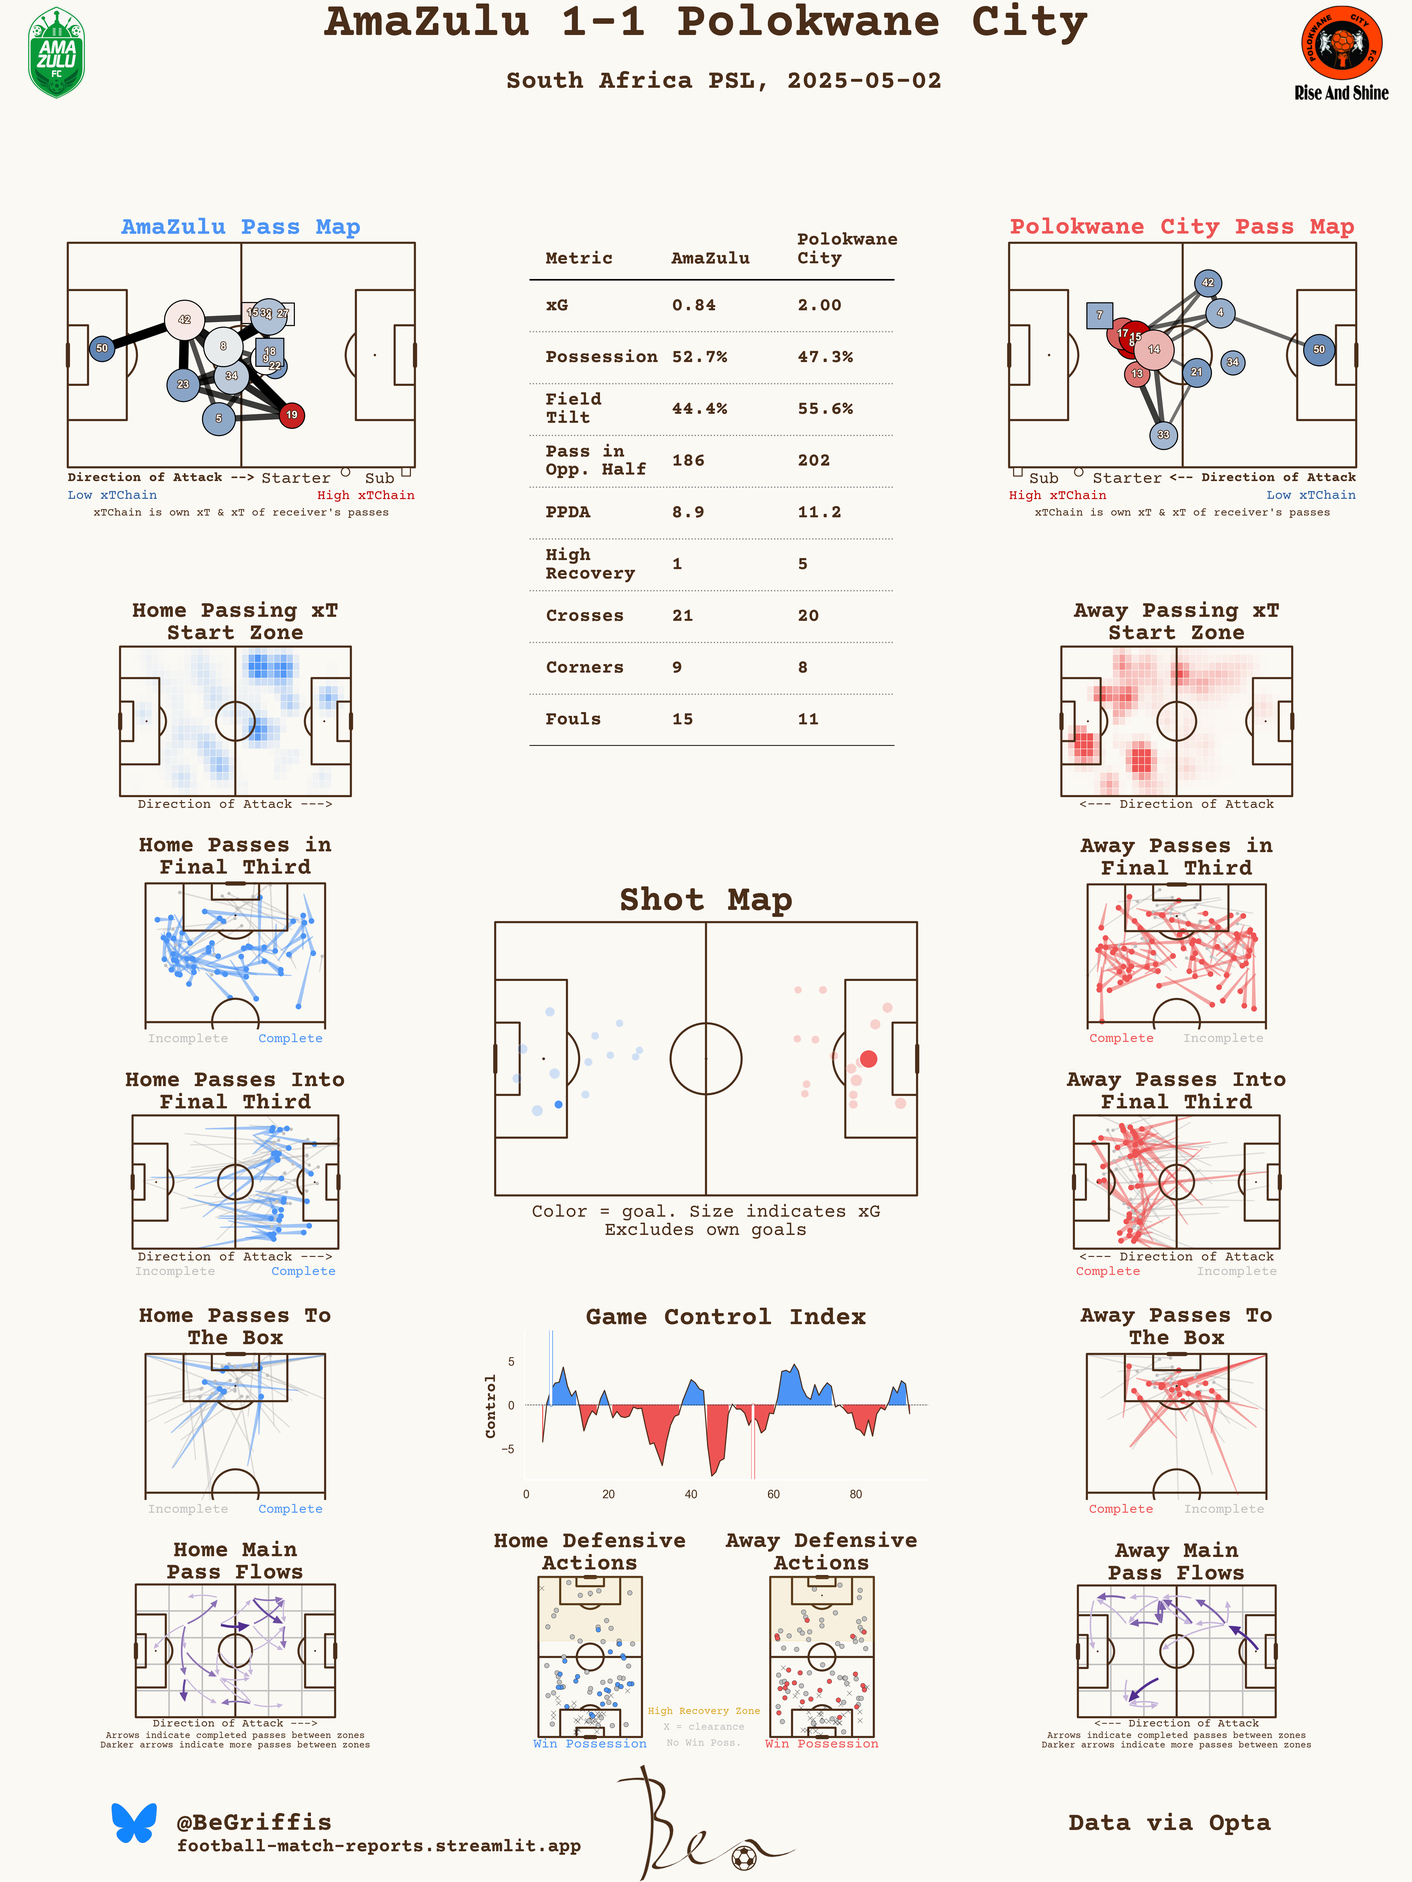 AmaZulu 1-1 Polokwane City
South Africa PSL, 2025-05-02
AMA
ZULU
FC
POLOKWANE CITY F.C
Rise And Shine
AmaZulu Pass Map
50
42
23
8
34
5
19
22
18
9
15
38
4
27
Direction of Attack --> Starter Sub
Low xTChain High xTChain
xTChain is own xT & xT of receiver's passes
Metric AmaZulu Polokwane City
xG 0.84 2.00
Possession 52.7% 47.3%
Field Tilt 44.4% 55.6%
Pass in Opp. Half 186 202
PPDA 8.9 11.2
High Recovery 1 5
Crosses 21 20
Corners 9 8
Fouls 15 11
Polokwane City Pass Map
42
7
4
17
15
8
14
50
34
13
21
33
Sub Starter <-- Direction of Attack
High xTChain Low xTChain
xTChain is own xT & xT of receiver's passes
Home Passing xT
Start Zone
Direction of Attack --->
Away Passing xT
Start Zone
<--- Direction of Attack
Home Passes in
Final Third
Incomplete Complete
Away Passes in
Final Third
Complete Incomplete
Shot Map
Color = goal. Size indicates xG
Excludes own goals
Home Passes Into
Final Third
Direction of Attack --->
Incomplete Complete
Away Passes Into
Final Third
<--- Direction of Attack
Complete Incomplete
Home Passes To
The Box
Incomplete Complete
Game Control Index
Control
5
0
−5
0 20 40 60 80
Away Passes To
The Box
Complete Incomplete
Home Main
Pass Flows
Direction of Attack --->
Arrows indicate completed passes between zones
Darker arrows indicate more passes between zones
Home Defensive
Actions
Win Possession
High Recovery Zone
X = clearance
No Win Poss.
Away Defensive
Actions
Win Possession
Away Main
Pass Flows
<--- Direction of Attack
Arrows indicate completed passes between zones
Darker arrows indicate more passes between zones
@BeGriffis
football-match-reports.streamlit.app
Ben
Data via Opta